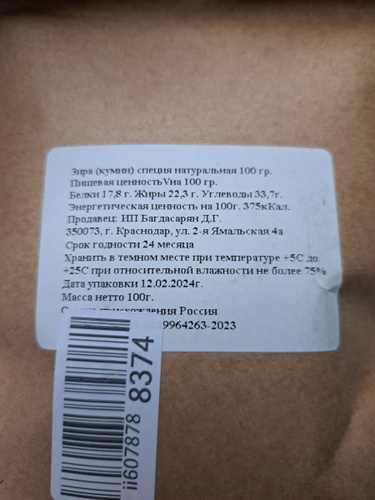 Зира (кумин) специя натуральная 100 гр.
Пищевая ценностьVна 100 гр.
Белки 17,8 г. Жиры 22,3 г. Углеводы 33,7г.
Энергетическая ценность на 100г. 375кКал.
Продавец: ИП Багдасарян Д.Г.
350073, г. Краснодар, ул. 2-я Ямальская 4а
Срок годности 24 месяца
Хранить в темном месте при температуре +5С до
+25С при относительной влажности не более 75%
Дата упаковки 12.02.2024г.
Масса нетто 100г.
Россия
9964263-2023
ii607878 8374